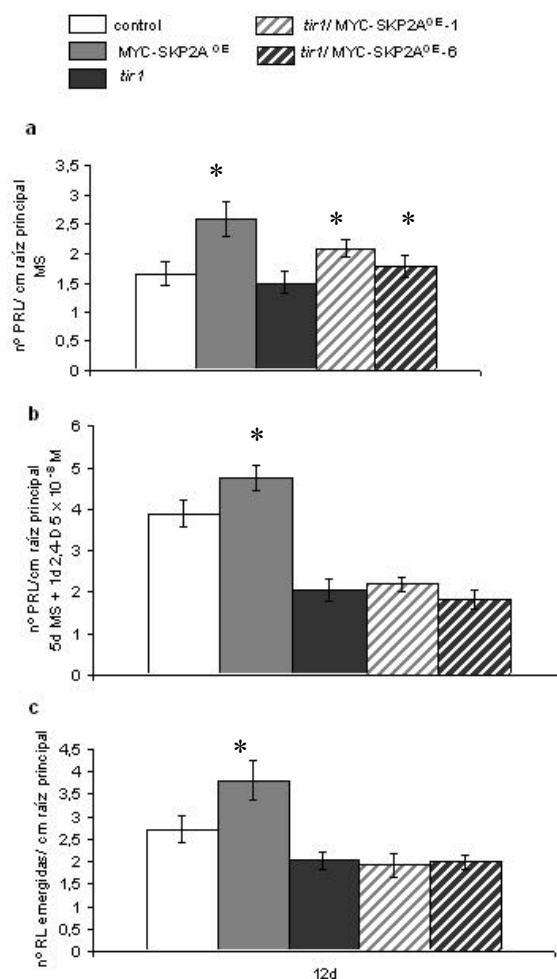 control
MYC-SKP2A OE
tir1
tir1/ MYC-SKP2A OE-1
tir1/ MYC-SKP2A OE-6
a
nº PRL/ cm raíz principal
MS
3,5
3
2,5
2
1,5
1
0,5
0
*
*
*
b
nº PRL/cm raíz principal
5d MS + 1d 2,4-D 5 x 10⁻⁸ M
6
5
4
3
2
1
0
*
c
nº RL emergidas/ cm raíz principal
4,5
4
3,5
3
2,5
2
1,5
1
0,5
0
*
12d